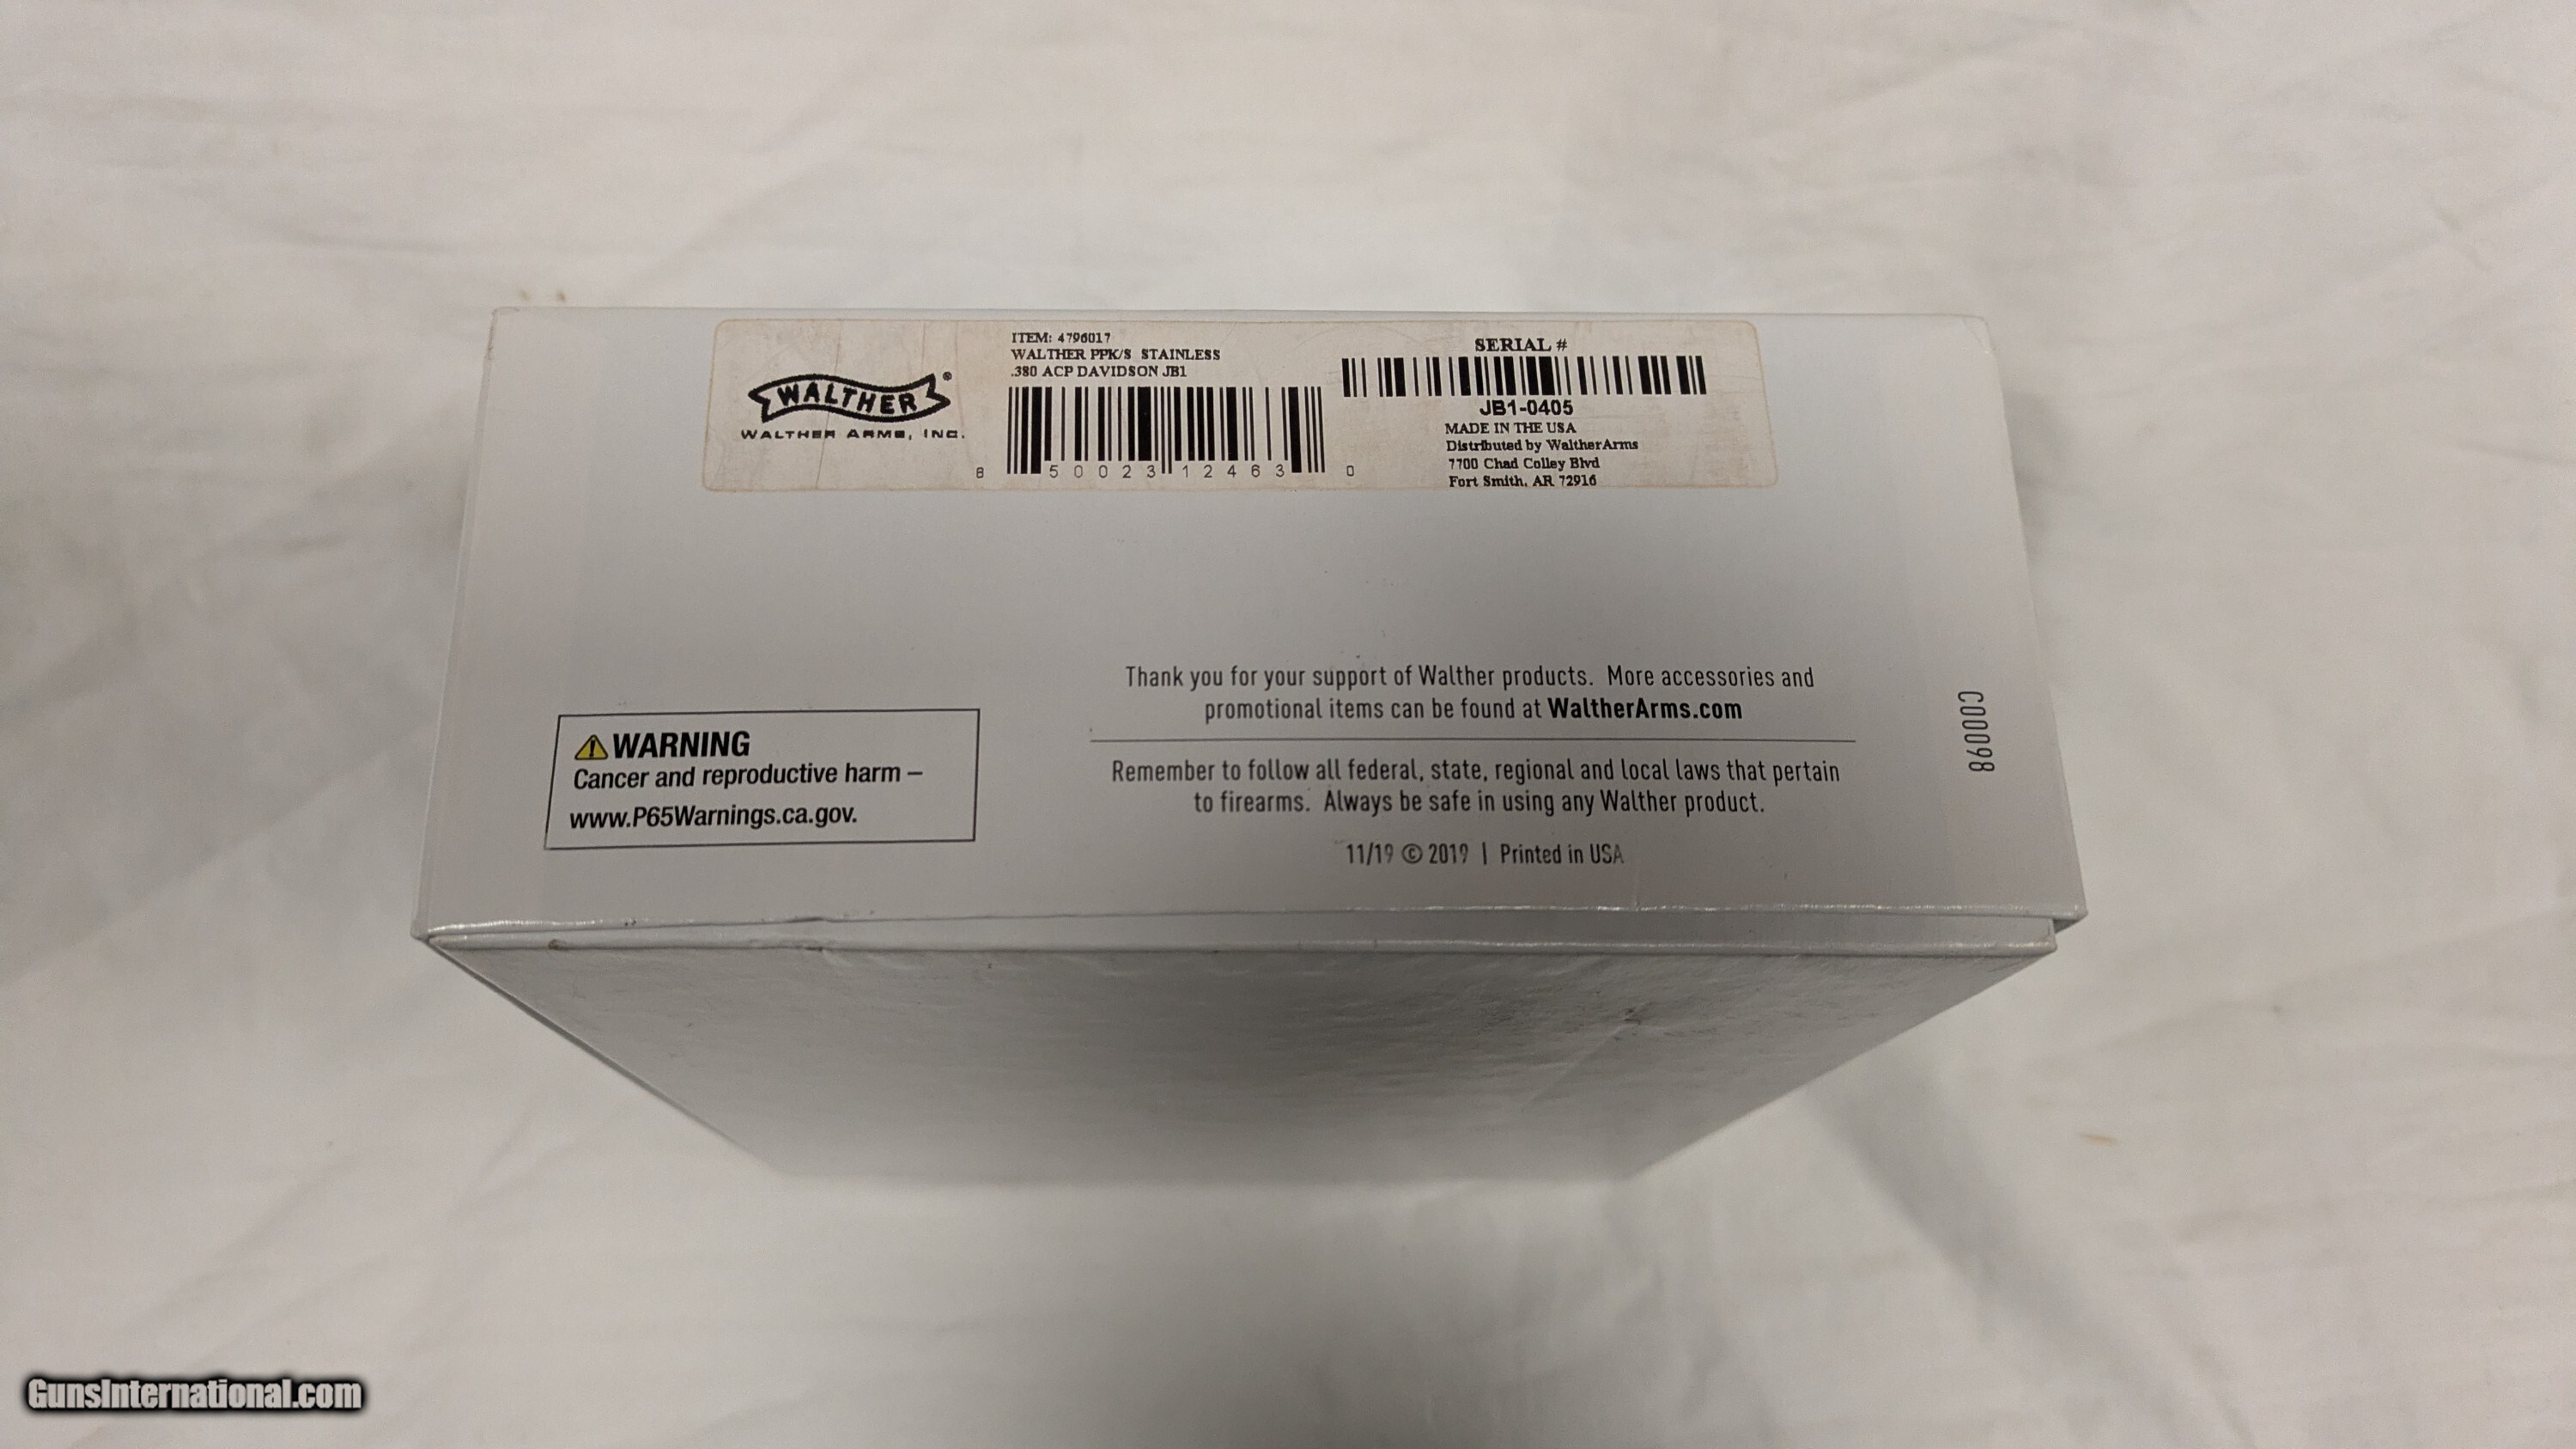 WALTHER®
WALTHER ARMS, INC.
ITEM: 4796017
WALTHER PPK/S STAINLESS
.380 ACP DAVIDSON JB1
8 50023 12463 0
SERIAL #
JB1-0405
MADE IN THE USA
Distributed by WaltherArms
7700 Chad Colley Blvd
Fort Smith, AR 72916
Thank you for your support of Walther products. More accessories and
promotional items can be found at WaltherArms.com
Remember to follow all federal, state, regional and local laws that pertain
to firearms. Always be safe in using any Walther product.
11/19 © 2019 | Printed in USA
⚠WARNING
Cancer and reproductive harm –
www.P65Warnings.ca.gov.
C00098
GunsInternational.com